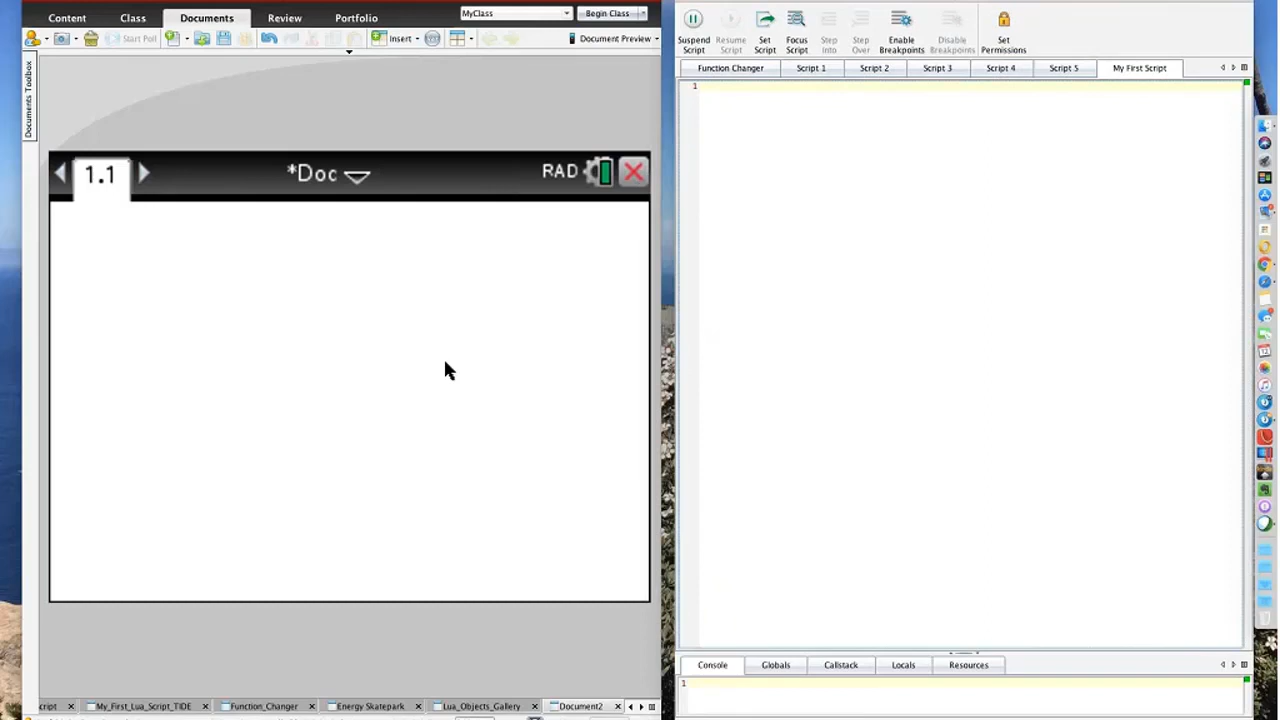 Content Class Documents Review Portfolio MyClass Begin Class
Start Poll Insert Document Preview
Documents Toolbox
1.1 *Doc RAD
script My_First_Lua_Script_TIDE Function_Changer Energy Skatepark Lua_Objects_Gallery Document2
Suspend Script Resume Script Set Script Focus Script Step Into Step Over Enable Breakpoints Disable Breakpoints Set Permissions
Function Changer Script 1 Script 2 Script 3 Script 4 Script 5 My First Script
1
Console Globals Callstack Locals Resources
1